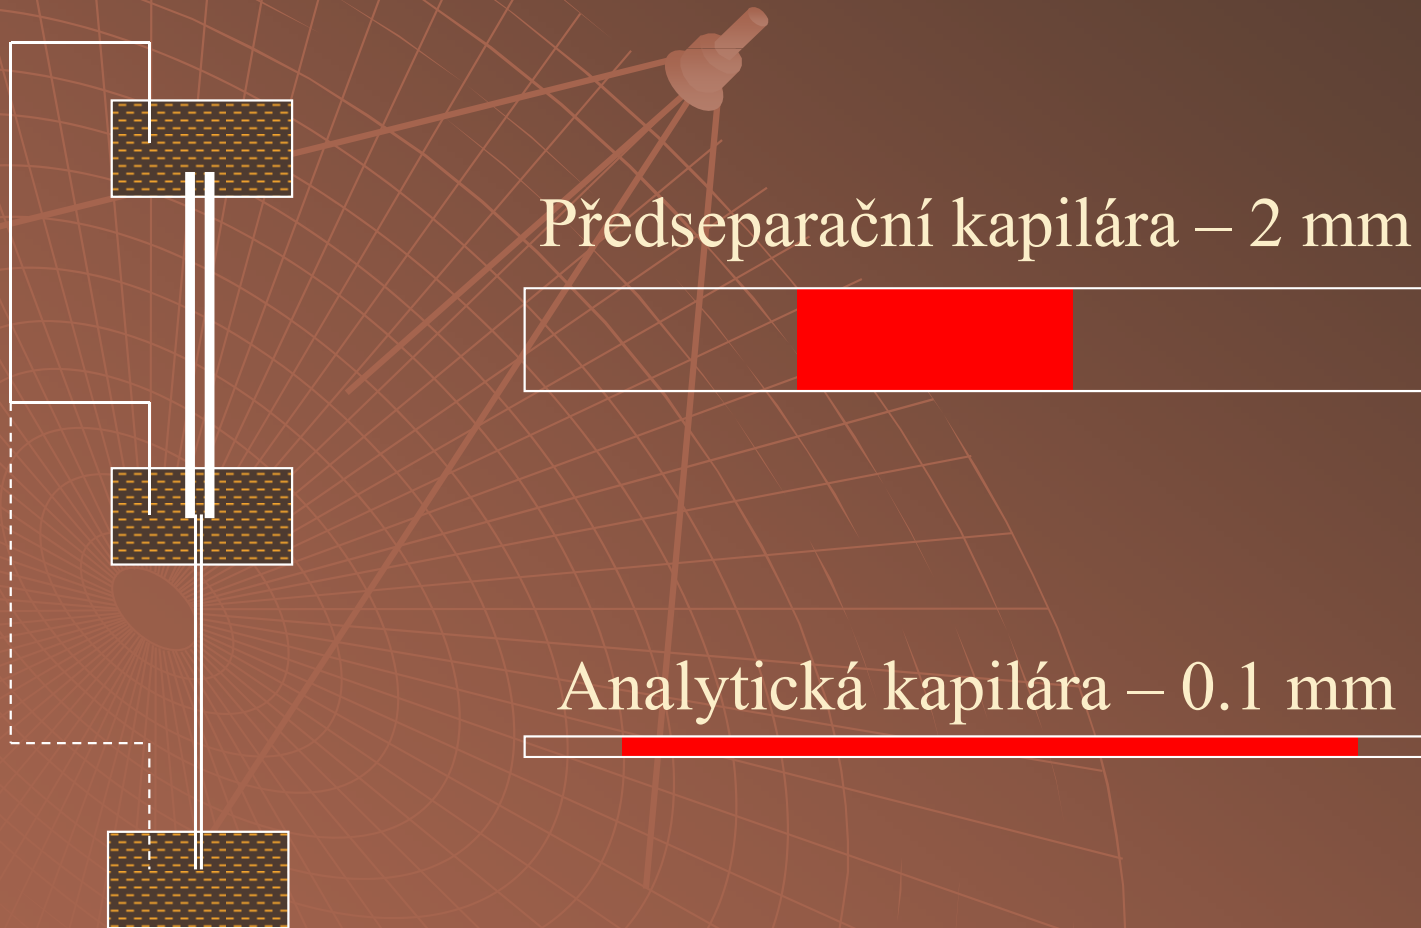 Předseparační kapilára – 2 mm
Analytická kapilára – 0.1 mm